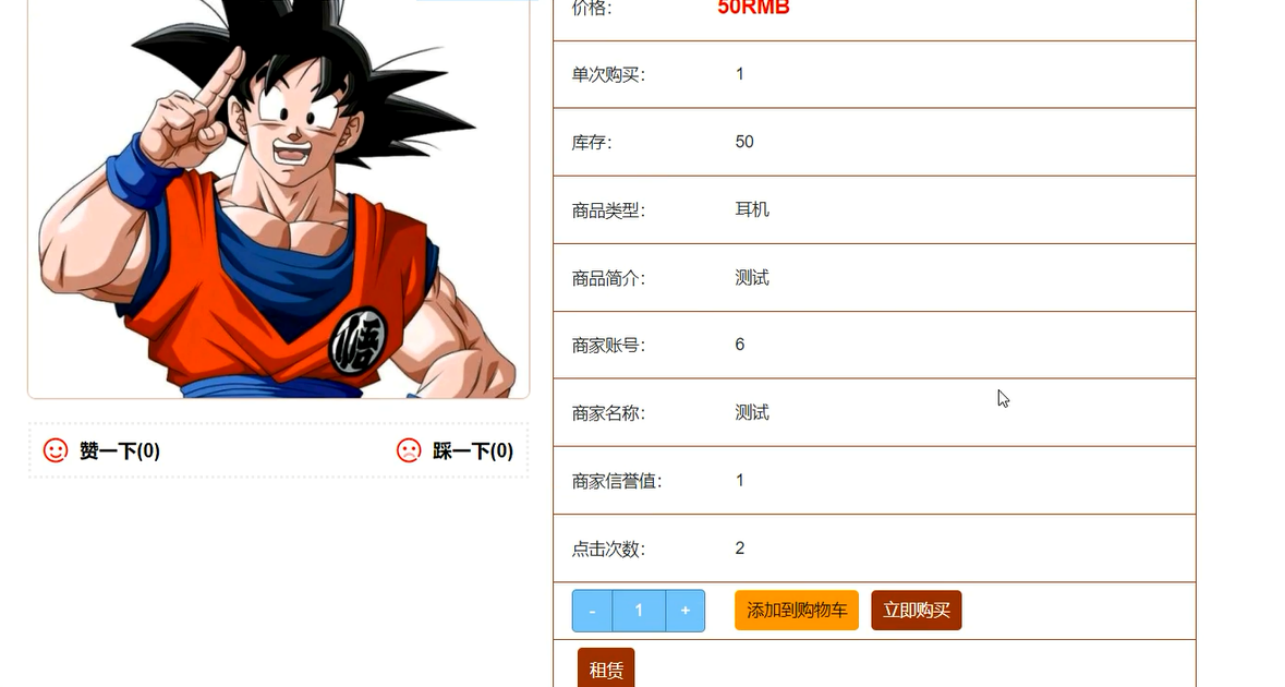 价格： 50RMB
单次购买： 1
库存： 50
商品类型： 耳机
商品简介： 测试
商家账号： 6
商家名称： 测试
商家信誉值： 1
点击次数： 2
- 1 + 添加到购物车 立即购买
租赁
悟
赞一下(0) 踩一下(0)